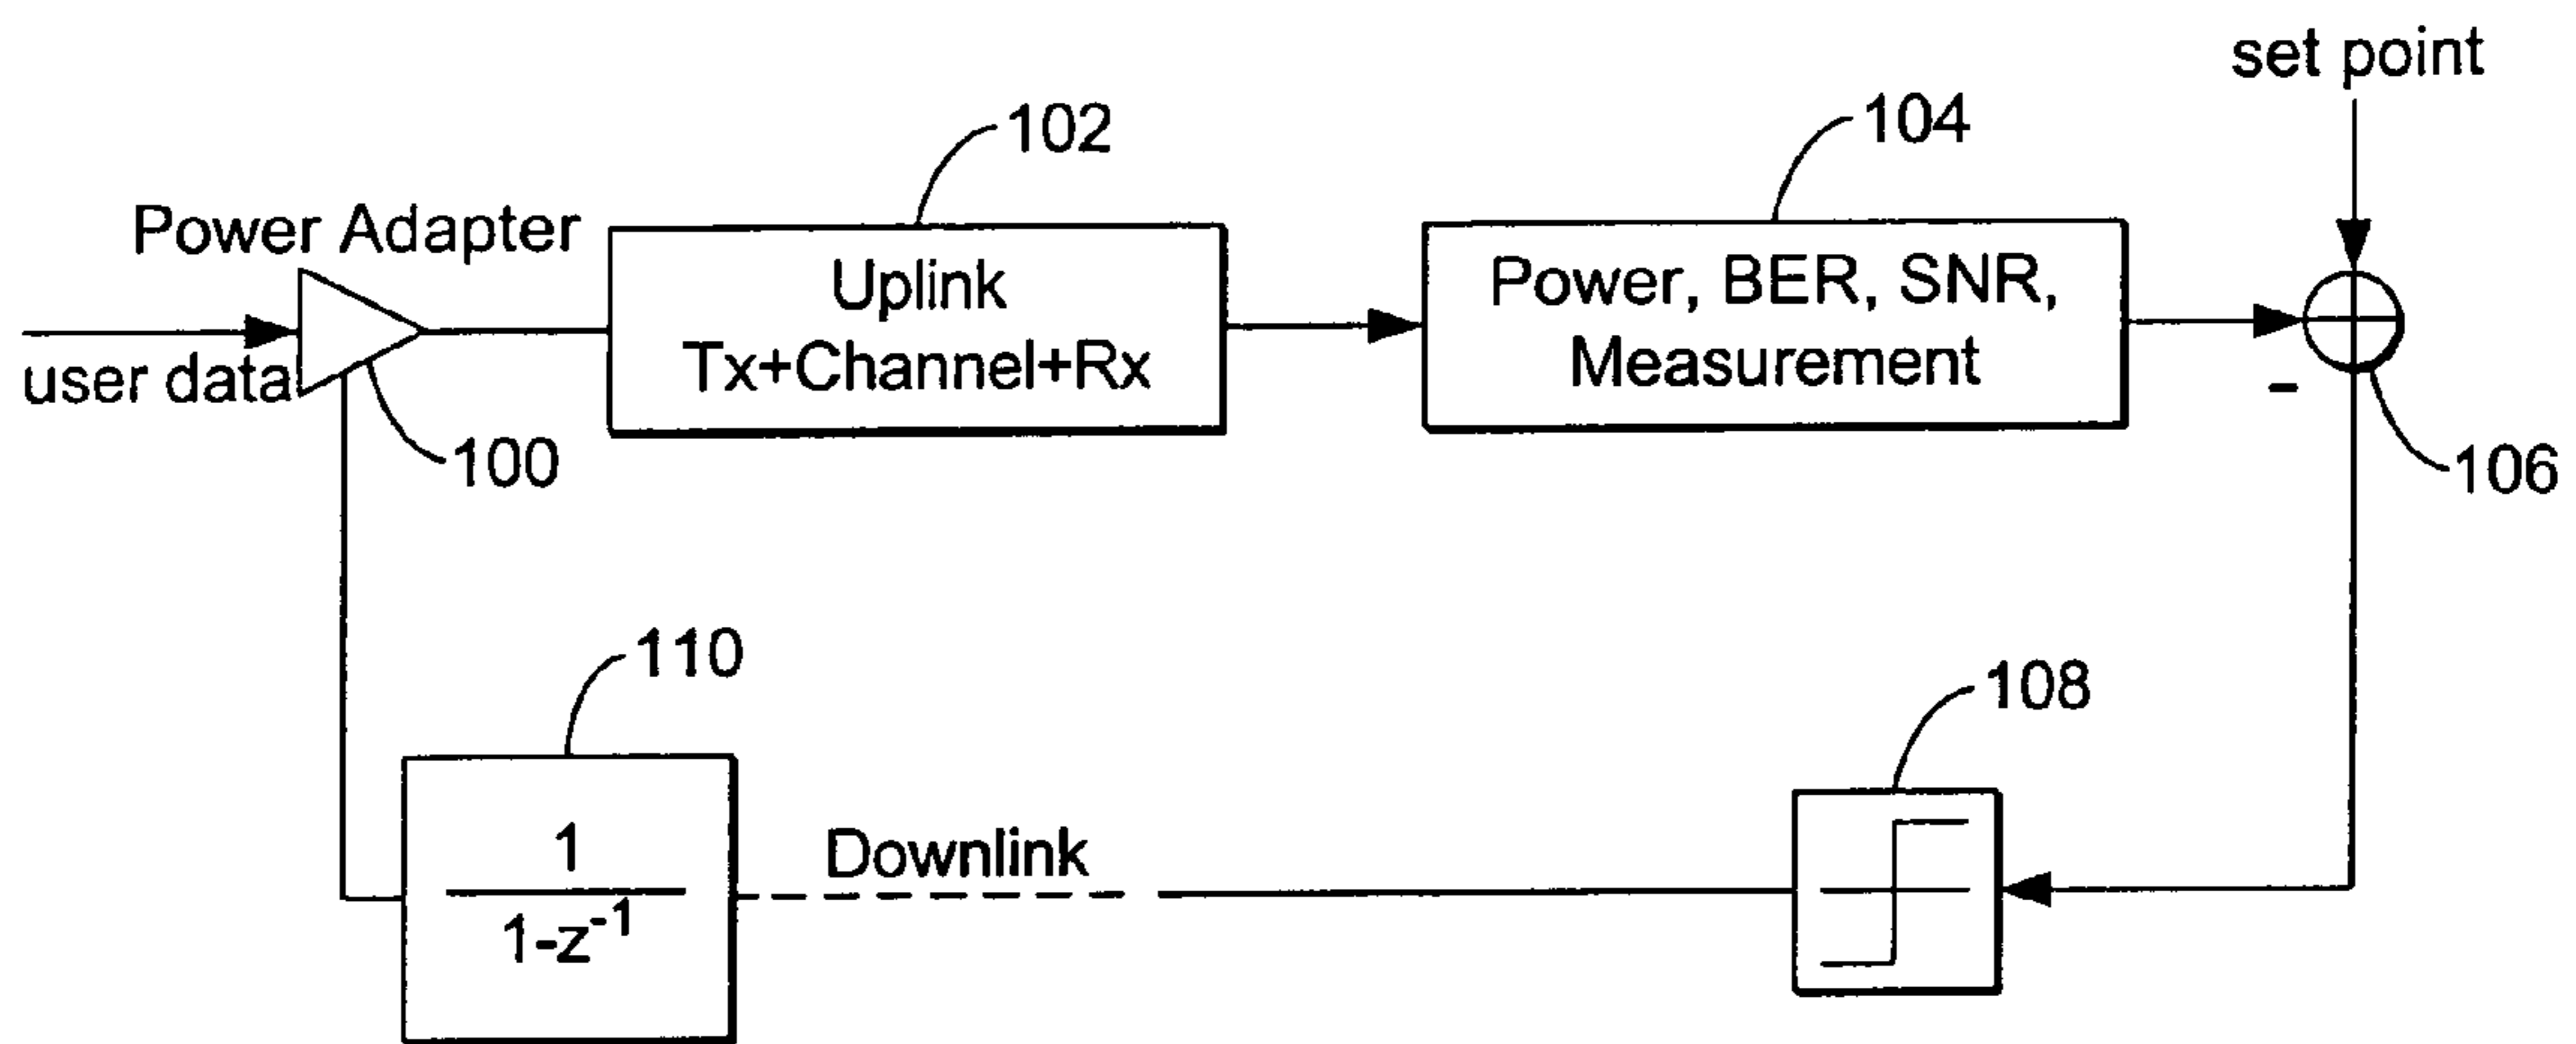 set point
102
104
Power Adapter
Uplink
Tx+Channel+Rx
Power, BER, SNR,
Measurement
user data
-
100
106
110
108
1
1-z^-1
Downlink